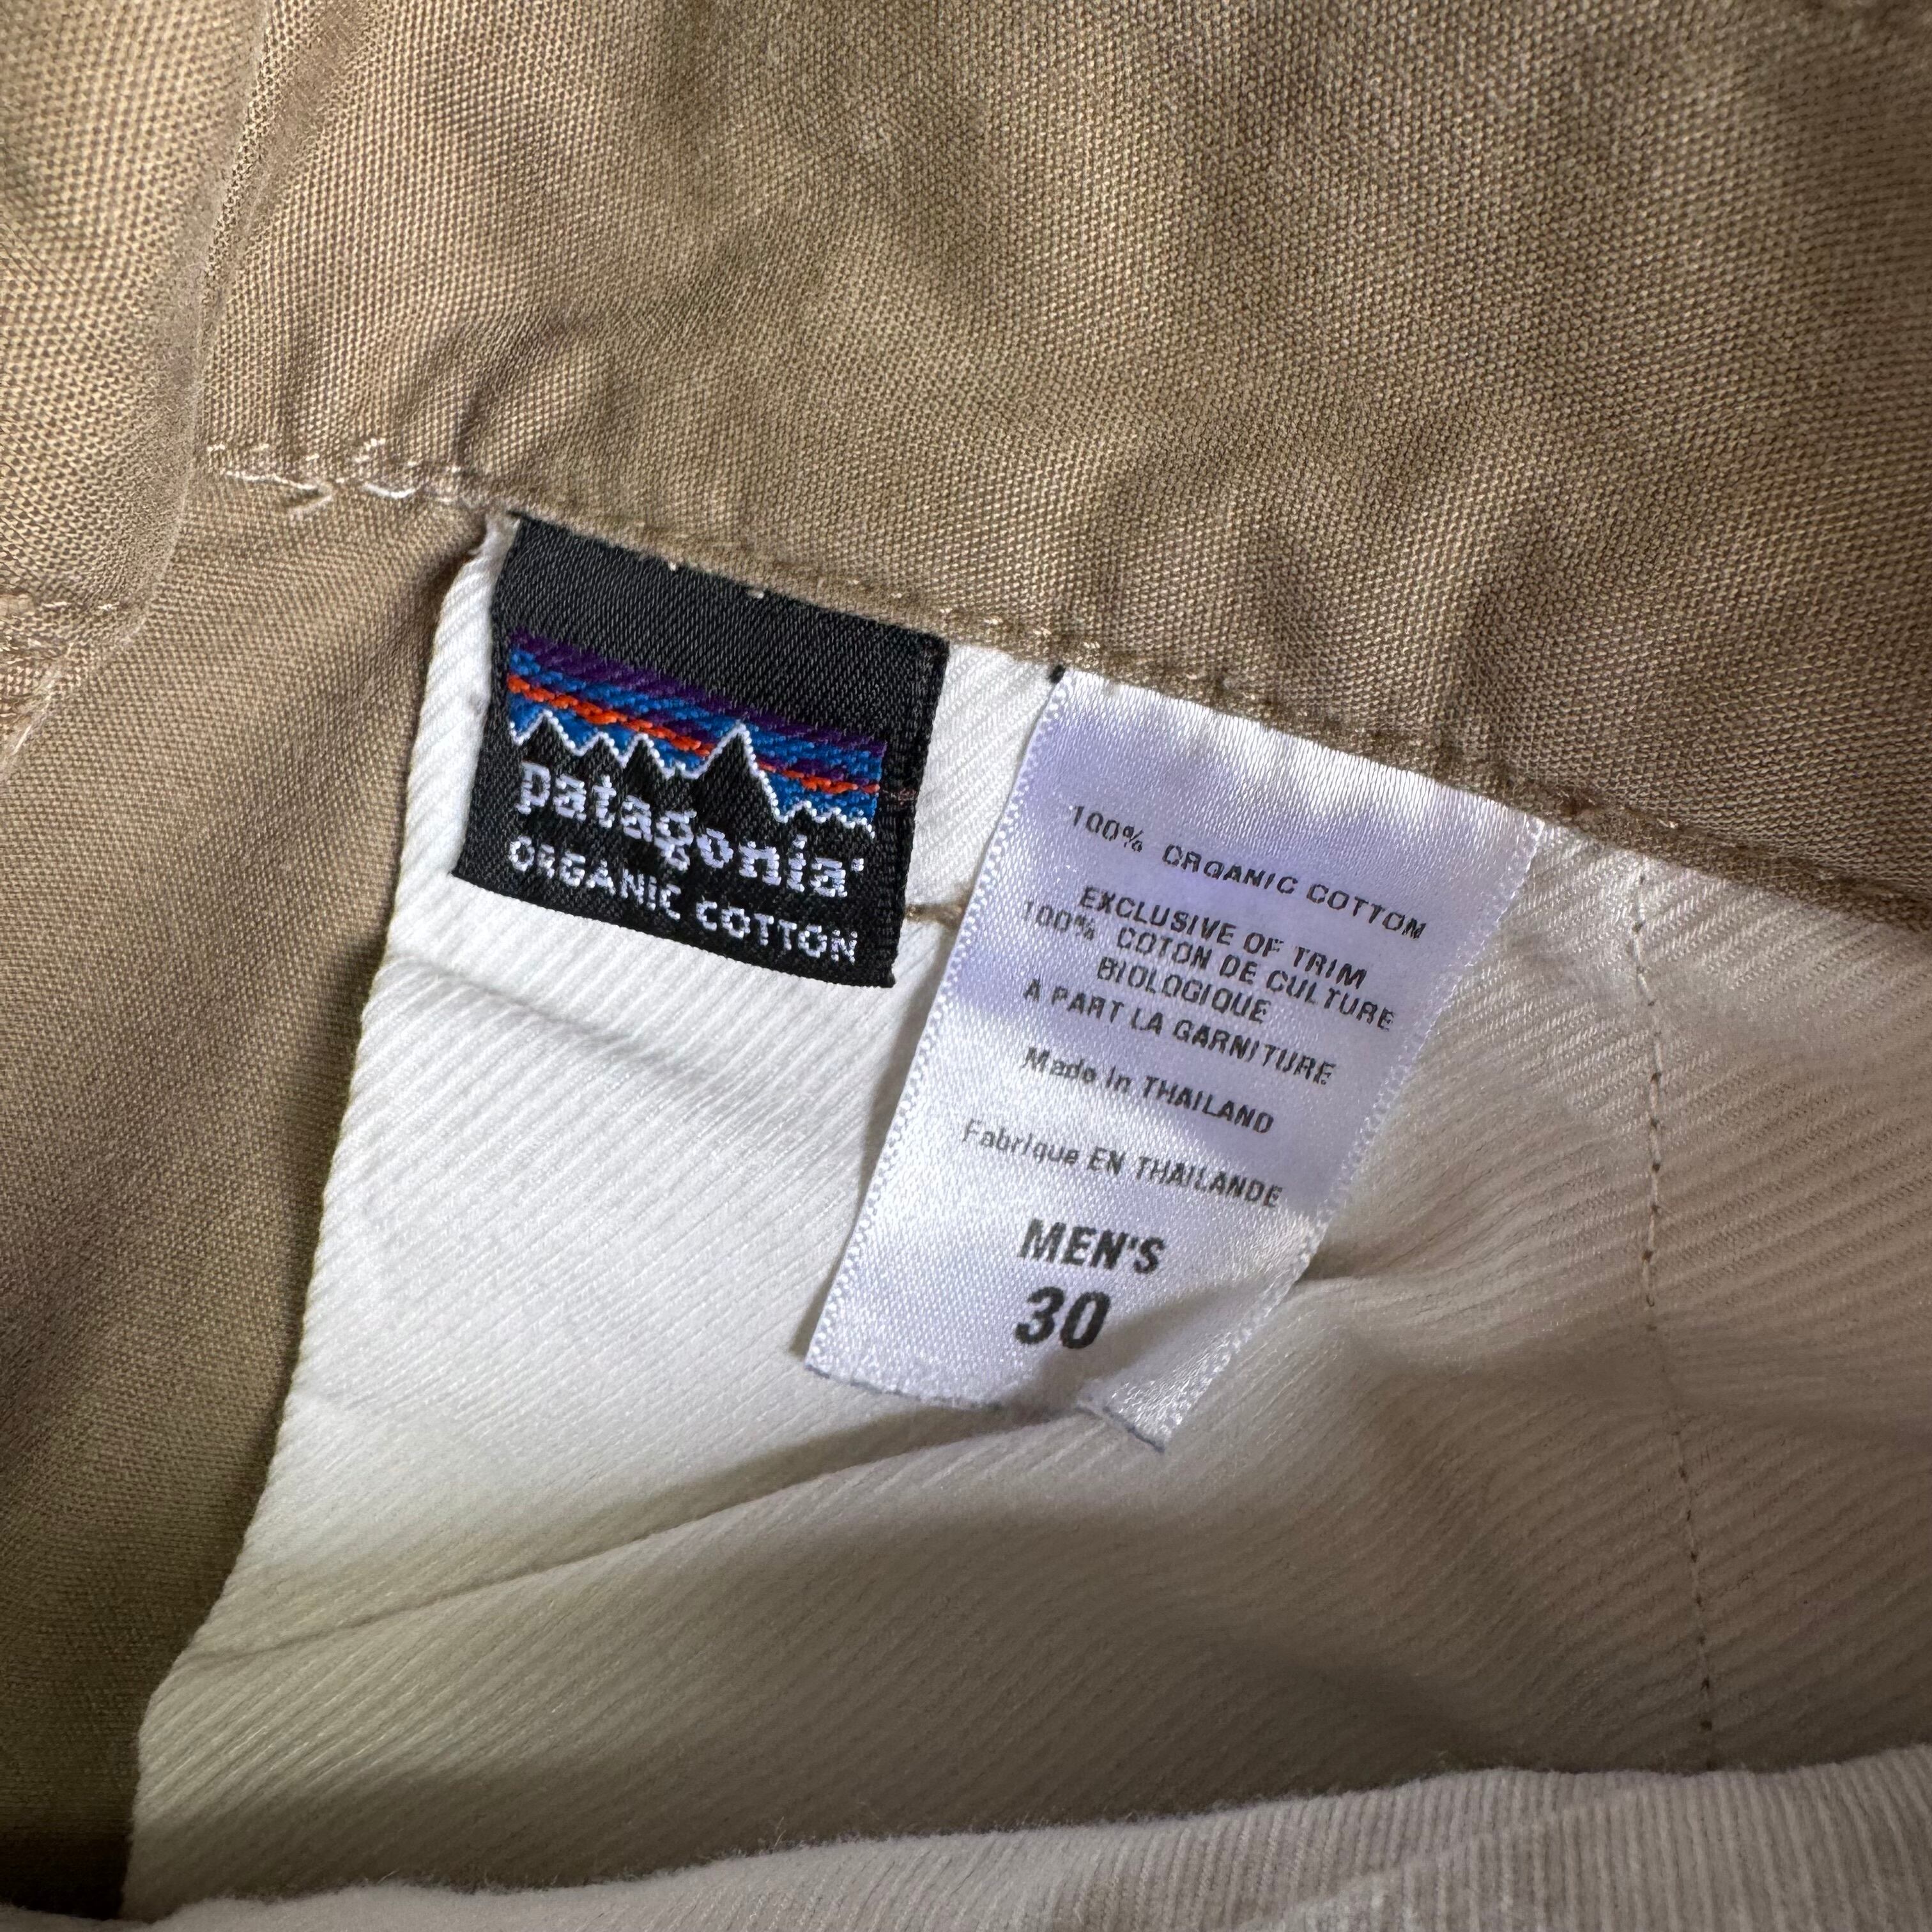 patagonia®
ORGANIC COTTON
100% ORGANIC COTTON
EXCLUSIVE OF TRIM
100% COTON DE CULTURE
BIOLOGIQUE
A PART LA GARNITURE
Made in THAILAND
Fabrique EN THAILANDE
MEN'S
30